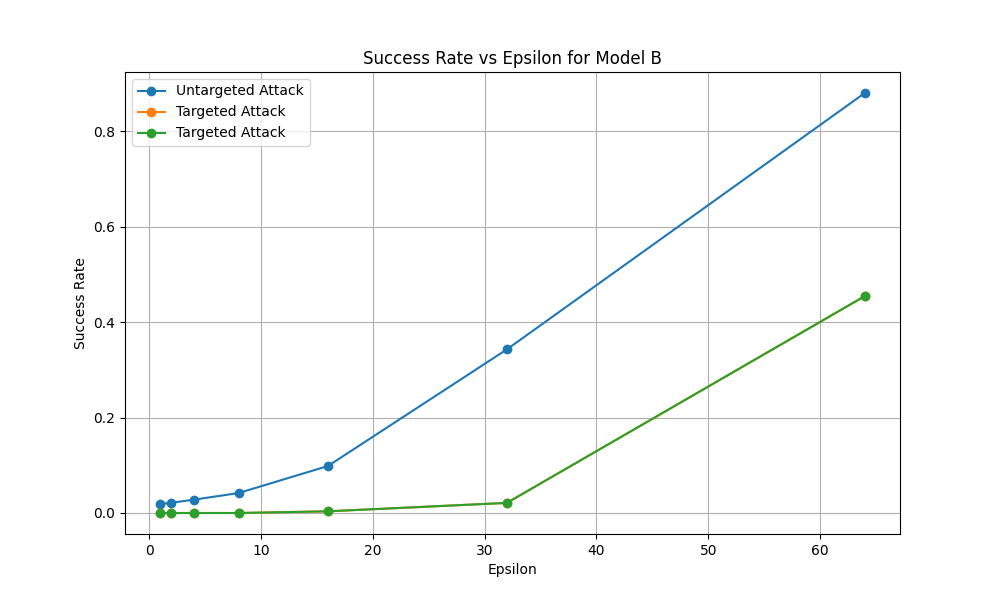 Success Rate vs Epsilon for Model B
Untargeted Attack
Targeted Attack
Targeted Attack
0.8
0.6
0.4
0.2
0.0
Success Rate
0 10 20 30 40 50 60
Epsilon